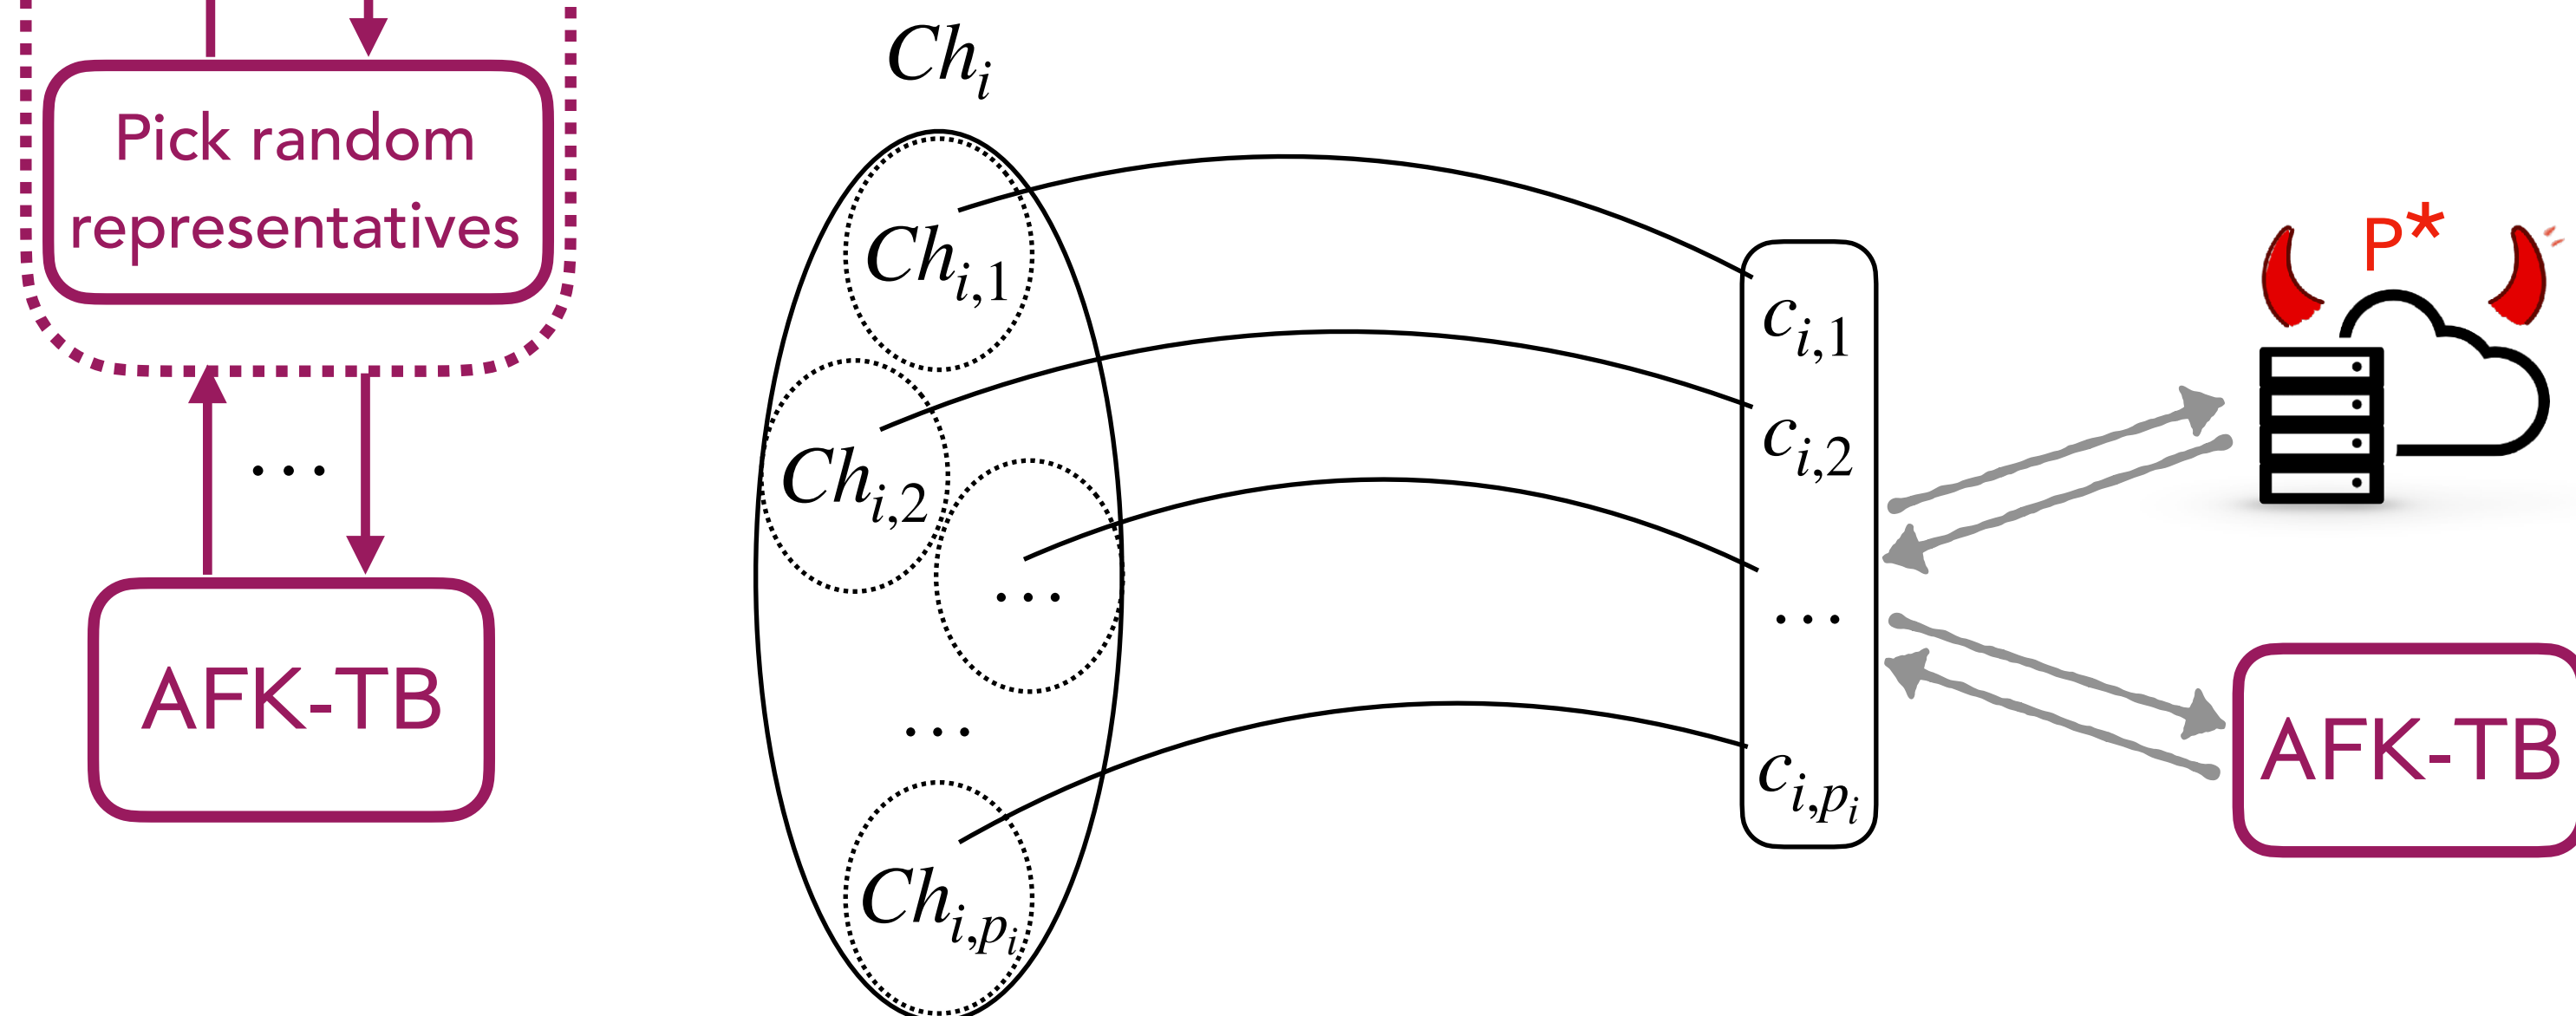 Pick random
representatives
...
AFK-TB
Ch_i
Ch_{i,1}
Ch_{i,2}
...
...
Ch_{i,p_i}
c_{i,1}
c_{i,2}
...
c_{i,p_i}
P*
AFK-TB